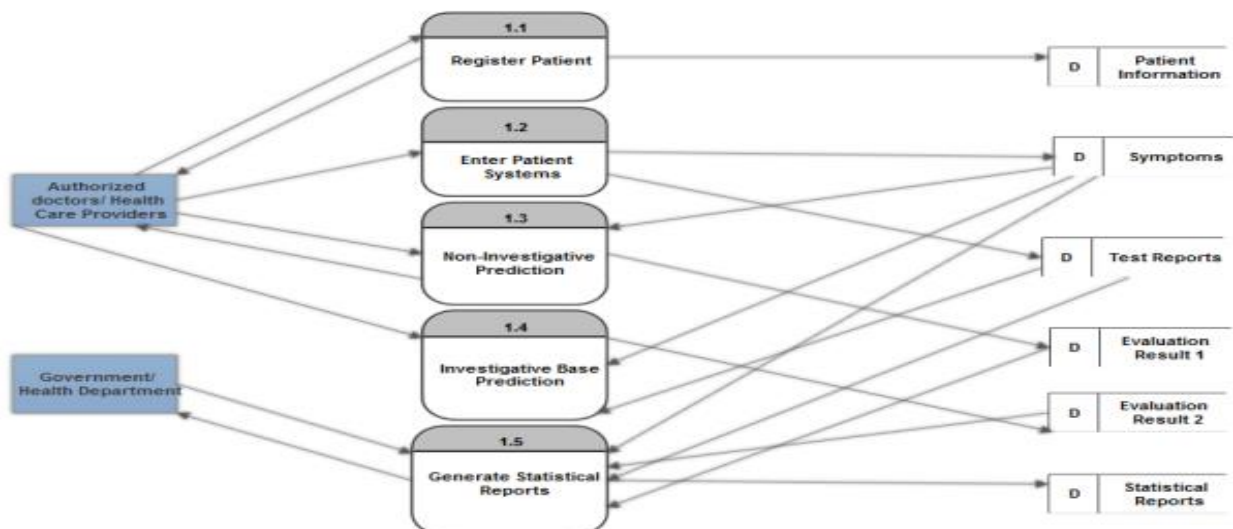 1.1
Register Patient
D
Patient
Information
1.2
Enter Patient
Systems
D
Symptoms
Authorized
doctors/ Health
Care Providers
1.3
Non-Investigative
Prediction
D
Test Reports
1.4
Investigative Base
Prediction
D
Evaluation
Result 1
Government/
Health Department
D
Evaluation
Result 2
1.5
Generate Statistical
Reports
D
Statistical
Reports